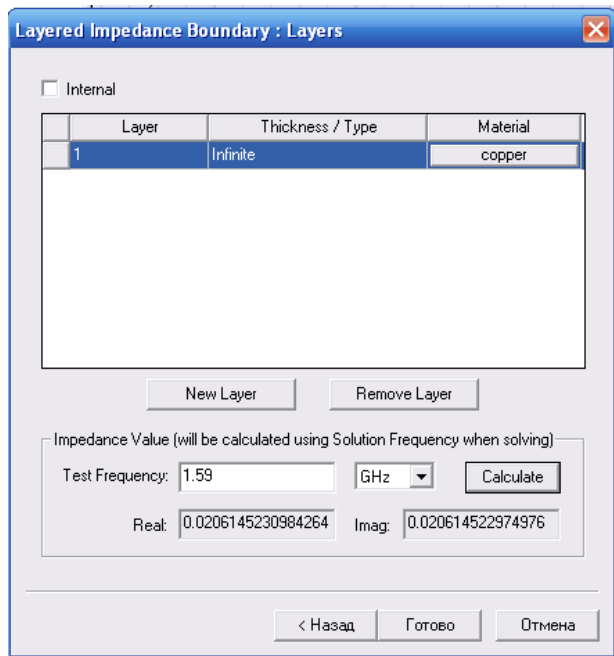 Layered Impedance Boundary : Layers
Internal
Layer Thickness / Type Material
1 Infinite copper
New Layer Remove Layer
Impedance Value (will be calculated using Solution Frequency when solving)
Test Frequency: 1.59 GHz Calculate
Real: 0.0206145230984264 Imag: 0.020614522974976
< Назад Готово Отмена